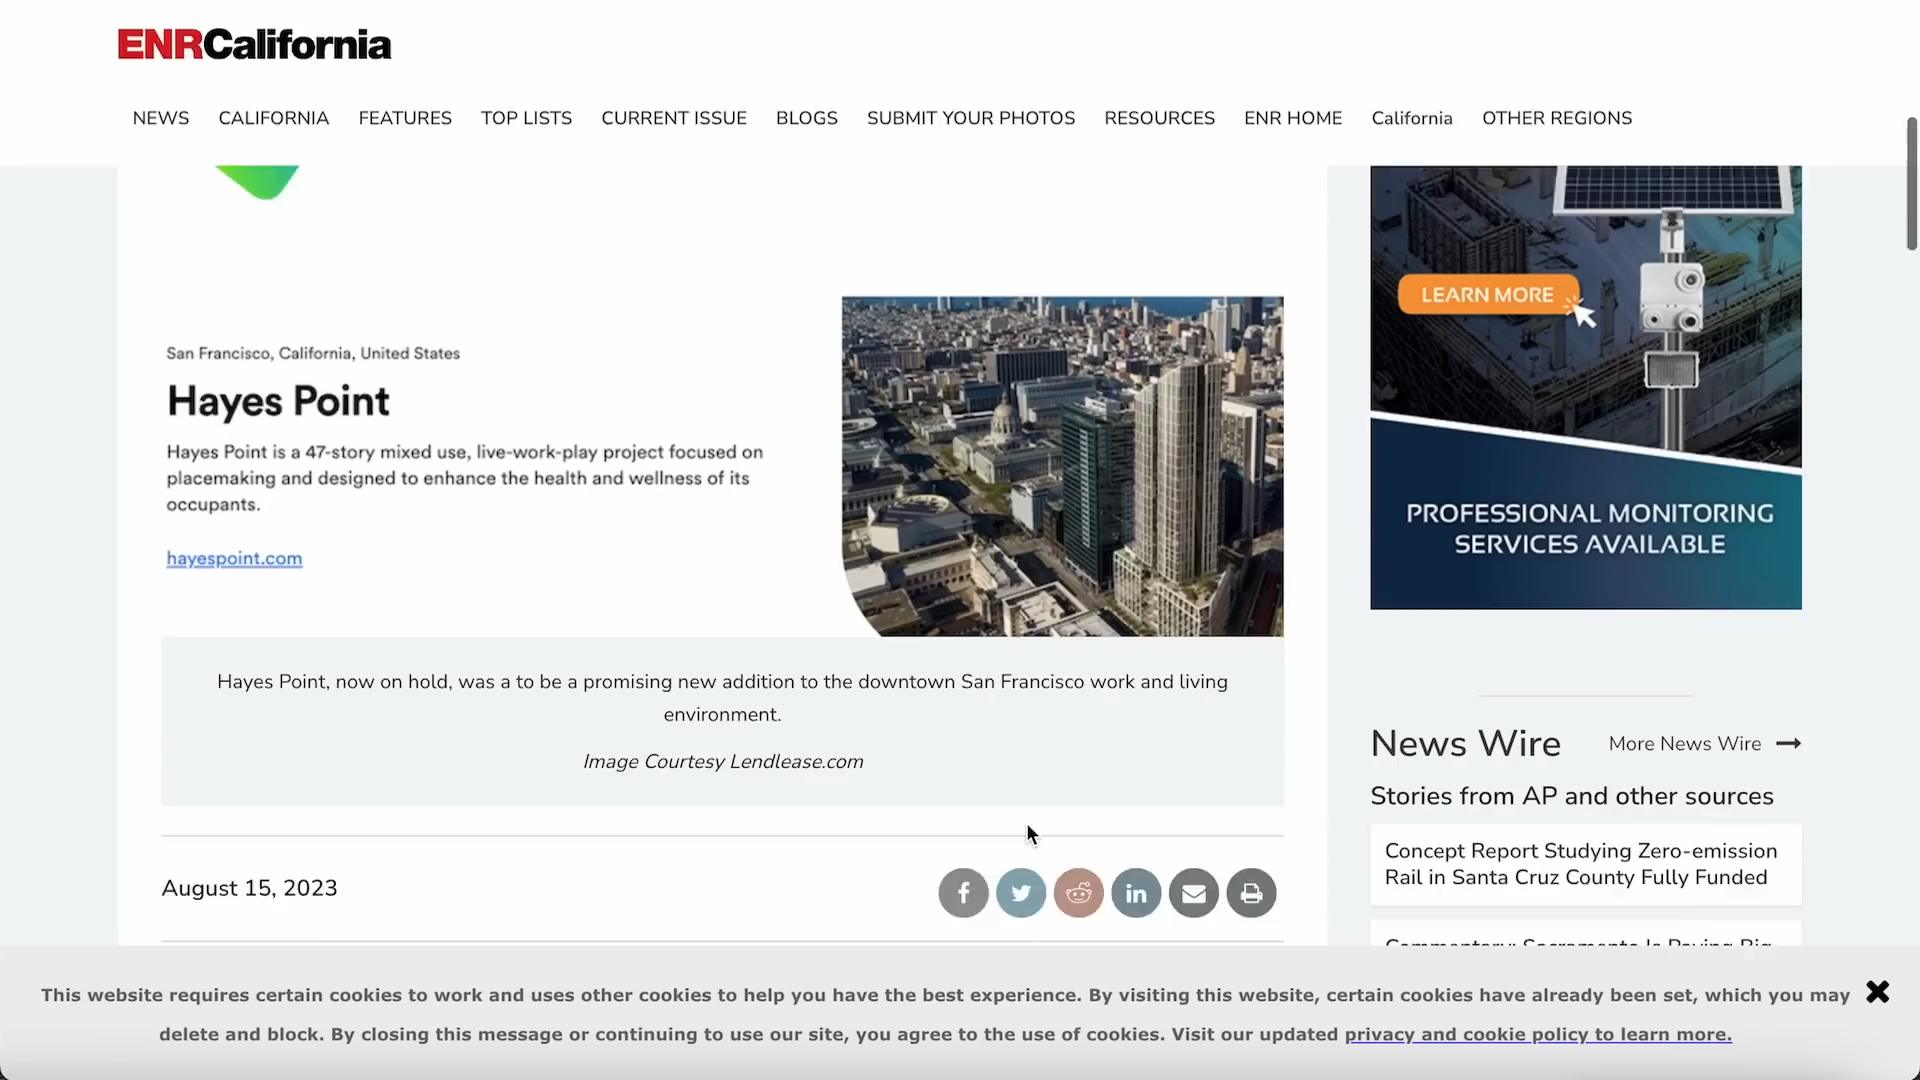 ENRCalifornia
NEWS CALIFORNIA FEATURES TOP LISTS CURRENT ISSUE BLOGS SUBMIT YOUR PHOTOS RESOURCES ENR HOME California OTHER REGIONS
San Francisco, California, United States
Hayes Point
Hayes Point is a 47-story mixed use, live-work-play project focused on
placemaking and designed to enhance the health and wellness of its
occupants.
hayespoint.com
Hayes Point, now on hold, was a to be a promising new addition to the downtown San Francisco work and living
environment.
Image Courtesy Lendlease.com
August 15, 2023
LEARN MORE
PROFESSIONAL MONITORING
SERVICES AVAILABLE
News Wire
More News Wire
Stories from AP and other sources
Concept Report Studying Zero-emission
Rail in Santa Cruz County Fully Funded
Commentary: Sacramento Is Paving Big
This website requires certain cookies to work and uses other cookies to help you have the best experience. By visiting this website, certain cookies have already been set, which you may
delete and block. By closing this message or continuing to use our site, you agree to the use of cookies. Visit our updated privacy and cookie policy to learn more.